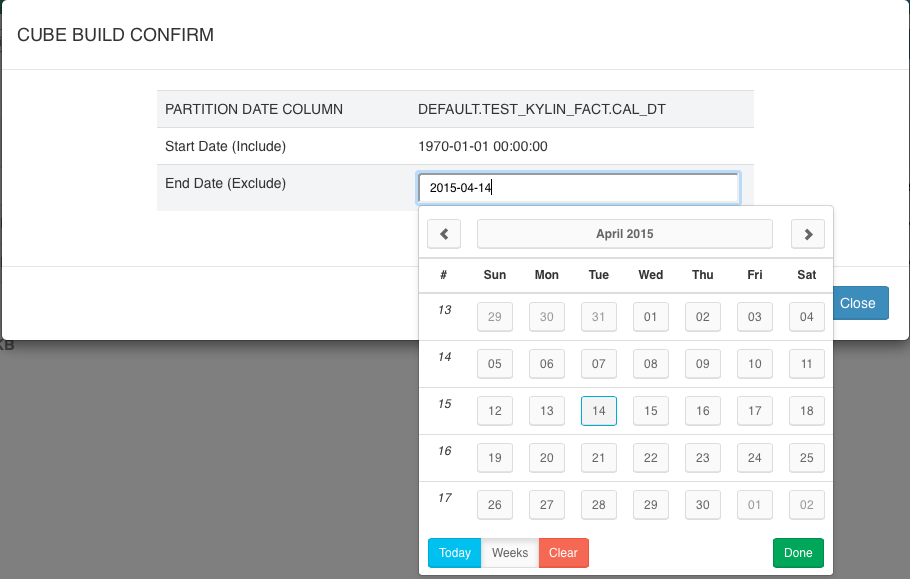 CUBE BUILD CONFIRM
PARTITION DATE COLUMN DEFAULT.TEST_KYLIN_FACT.CAL_DT
Start Date (Include) 1970-01-01 00:00:00
End Date (Exclude) 2015-04-14
April 2015
# Sun Mon Tue Wed Thu Fri Sat
13 29 30 31 01 02 03 04
Close
KB
14 05 06 07 08 09 10 11
15 12 13 14 15 16 17 18
16 19 20 21 22 23 24 25
17 26 27 28 29 30 01 02
Today Weeks Clear Done